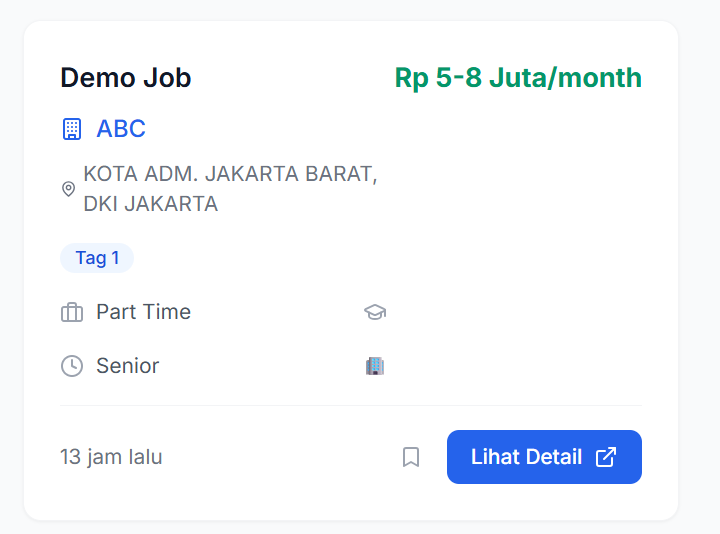 Demo Job
Rp 5-8 Juta/month
ABC
KOTA ADM. JAKARTA BARAT,
DKI JAKARTA
Tag 1
Part Time
Senior
13 jam lalu
Lihat Detail